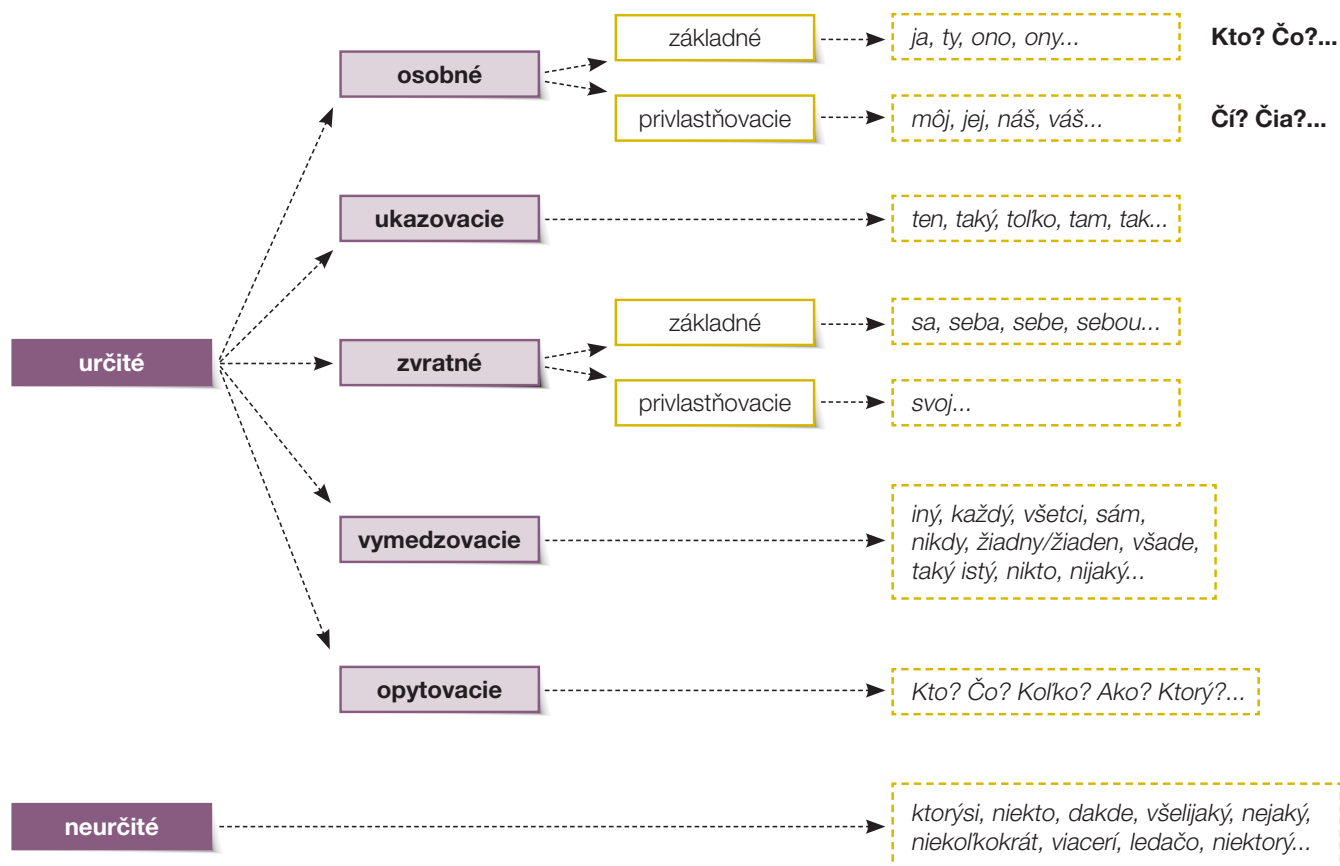 základné
ja, ty, ono, ony...
Kto? Čo?...
osobné
privlastňovacie
môj, jej, náš, váš...
Čí? Čia?...
ukazovacie
ten, taký, toľko, tam, tak...
základné
sa, seba, sebe, sebou...
určité
zvratné
privlastňovacie
svoj...
vymedzovacie
iný, každý, všetci, sám,
nikdy, žiadny/žiaden, všade,
taký istý, nikto, nijaký...
opytovacie
Kto? Čo? Koľko? Ako? Ktorý?...
neurčité
ktorýsi, niekto, dakde, všelijaký, nejaký,
niekoľkokrát, viacerí, ledačo, niektorý...